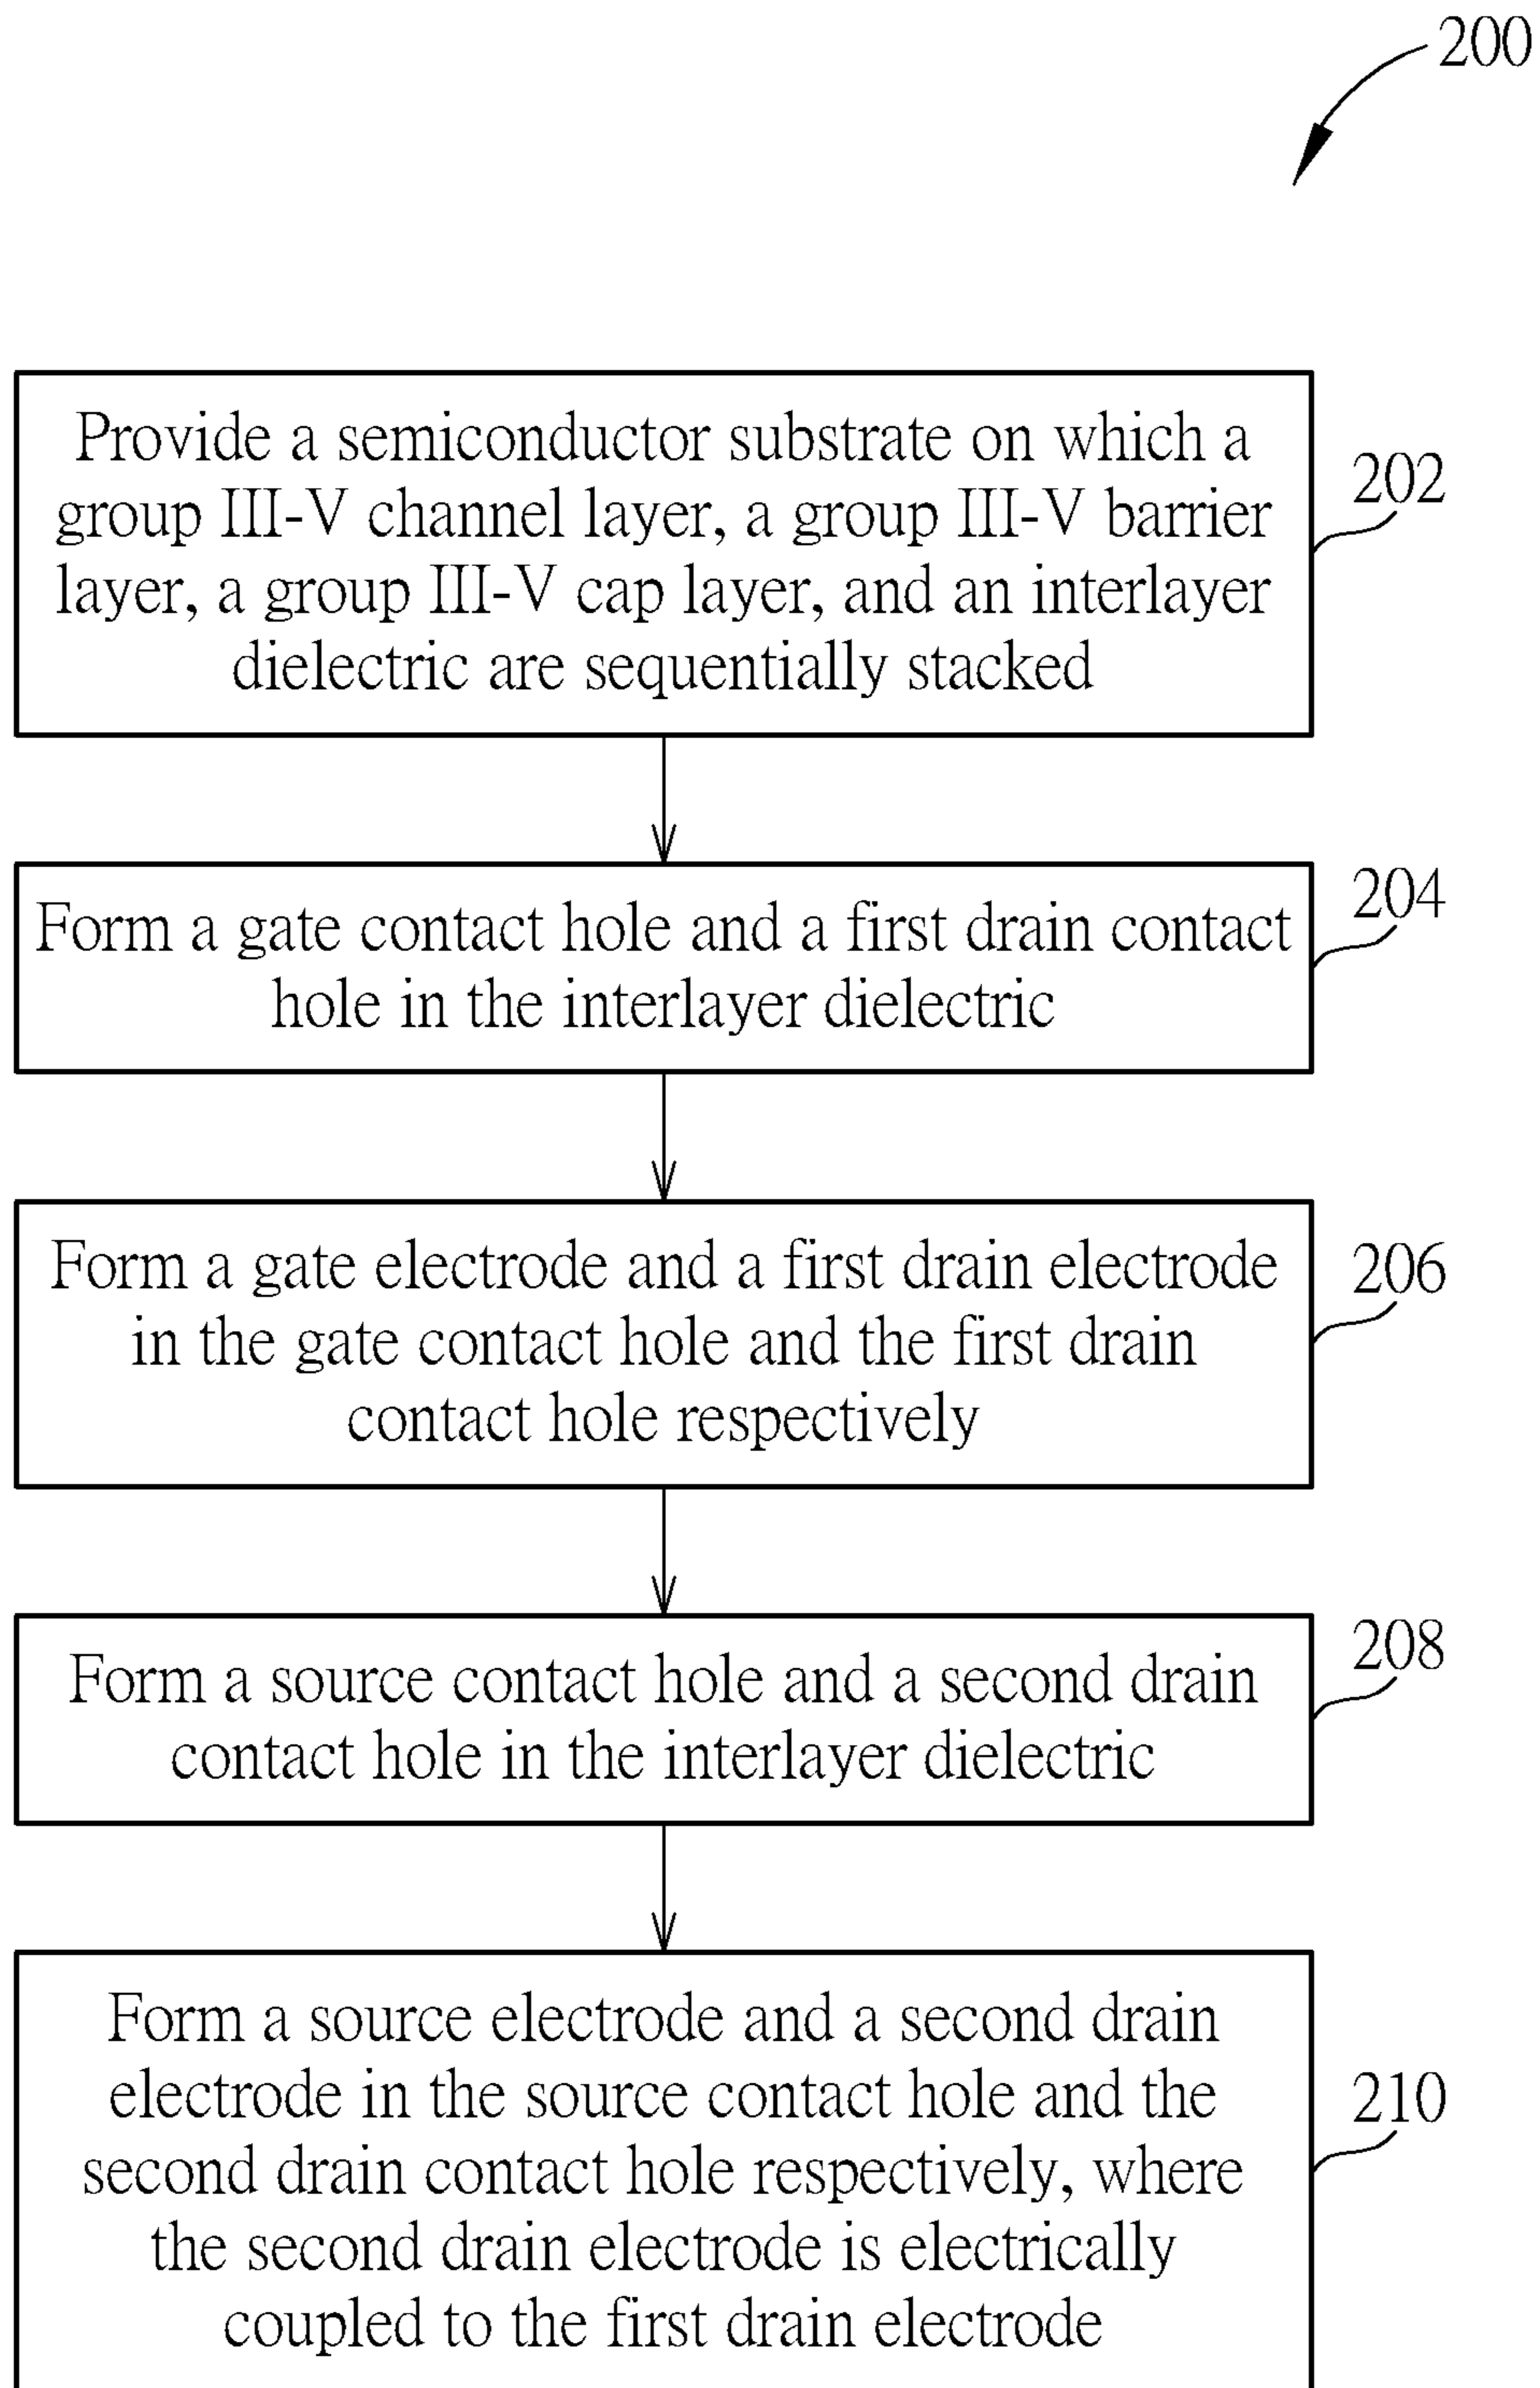 200
Provide a semiconductor substrate on which a
group III-V channel layer, a group III-V barrier
layer, a group III-V cap layer, and an interlayer
dielectric are sequentially stacked
202
Form a gate contact hole and a first drain contact
hole in the interlayer dielectric
204
Form a gate electrode and a first drain electrode
in the gate contact hole and the first drain
contact hole respectively
206
Form a source contact hole and a second drain
contact hole in the interlayer dielectric
208
Form a source electrode and a second drain
electrode in the source contact hole and the
second drain contact hole respectively, where
the second drain electrode is electrically
coupled to the first drain electrode
210